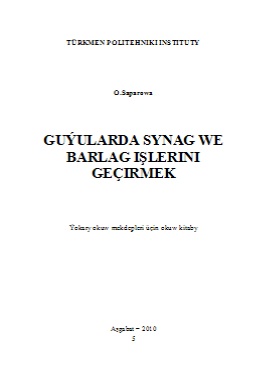 TÜRKMEN POLITEHNIKI INSTITUTY
O.Saparowa
GUÝULARDA SYNAG WE
BARLAG IŞLERINI
GEÇIRMEK
Ýokary okuw mekdepleri üçin okuw kitaby
Aşgabat – 2010
5